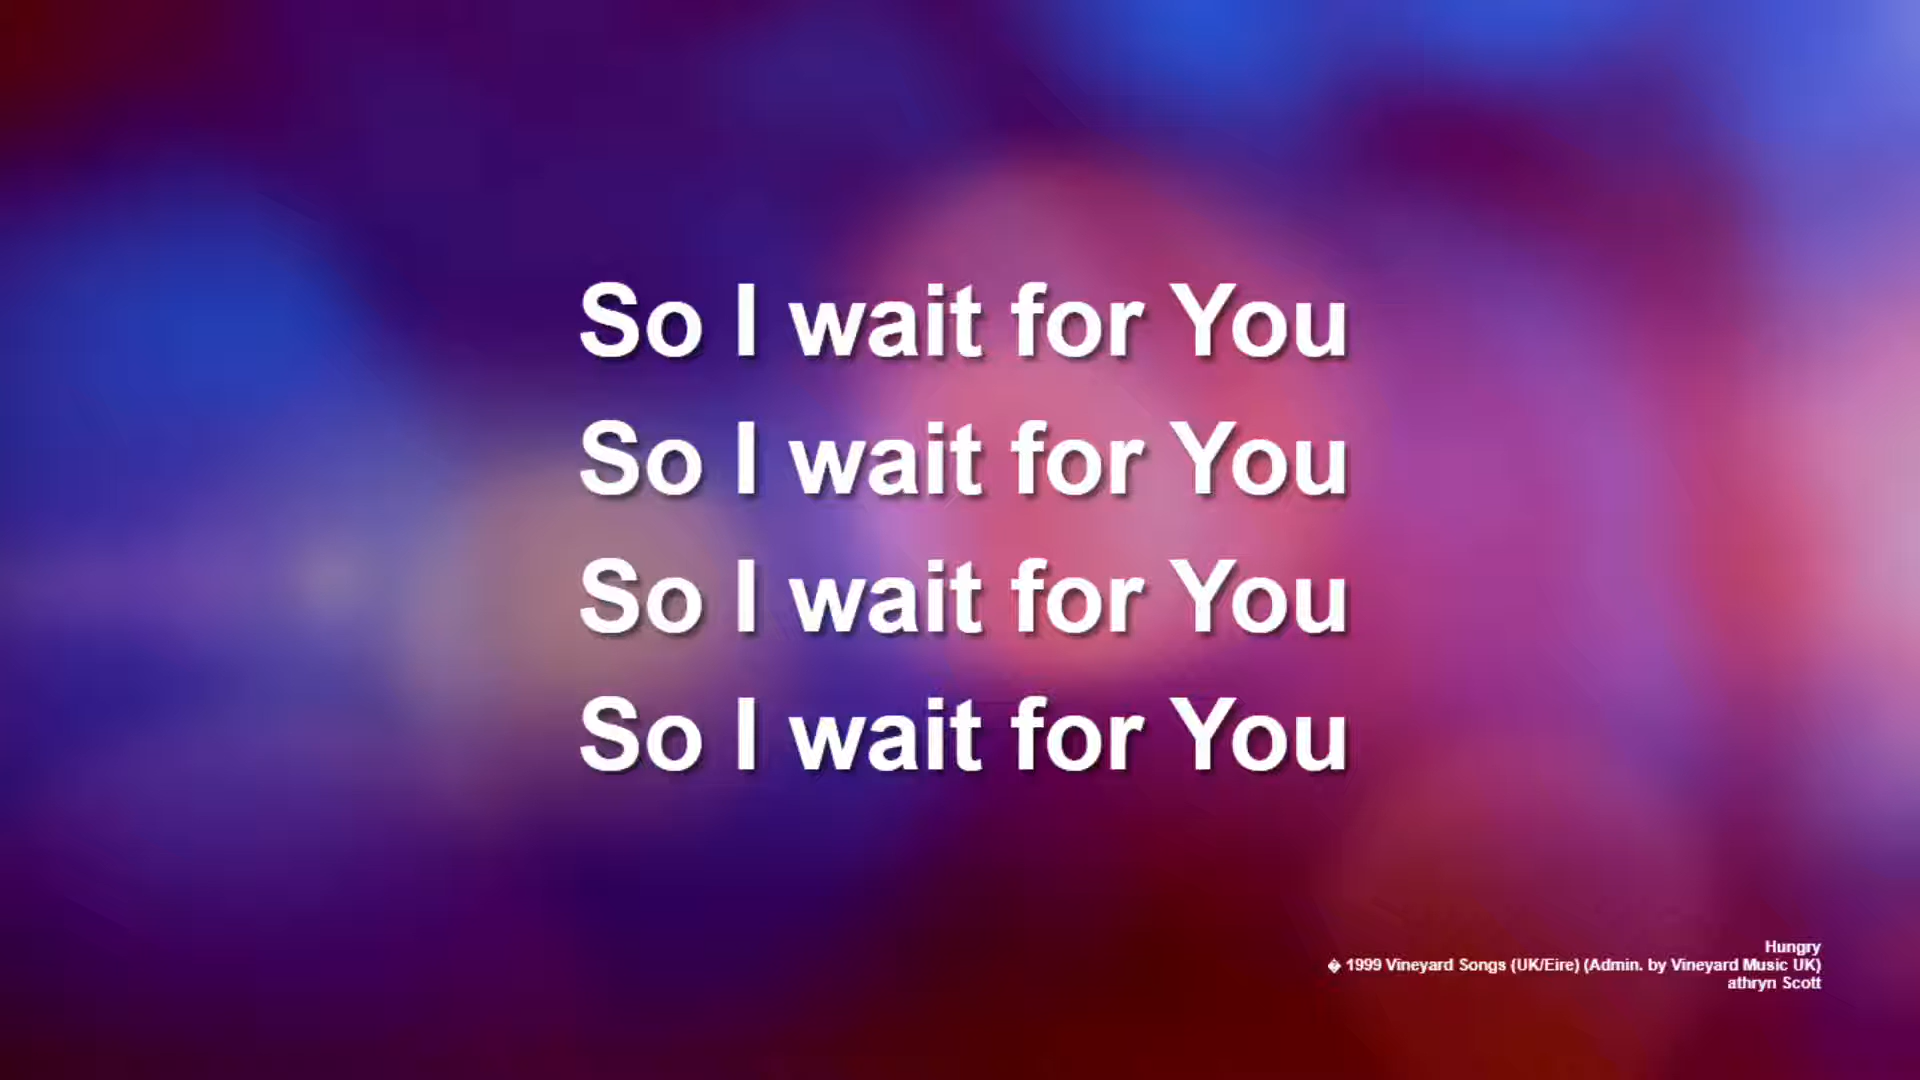 So I wait for You
So I wait for You
So I wait for You
So I wait for You
Hungry
� 1999 Vineyard Songs (UK/Eire) (Admin. by Vineyard Music UK)
athryn Scott